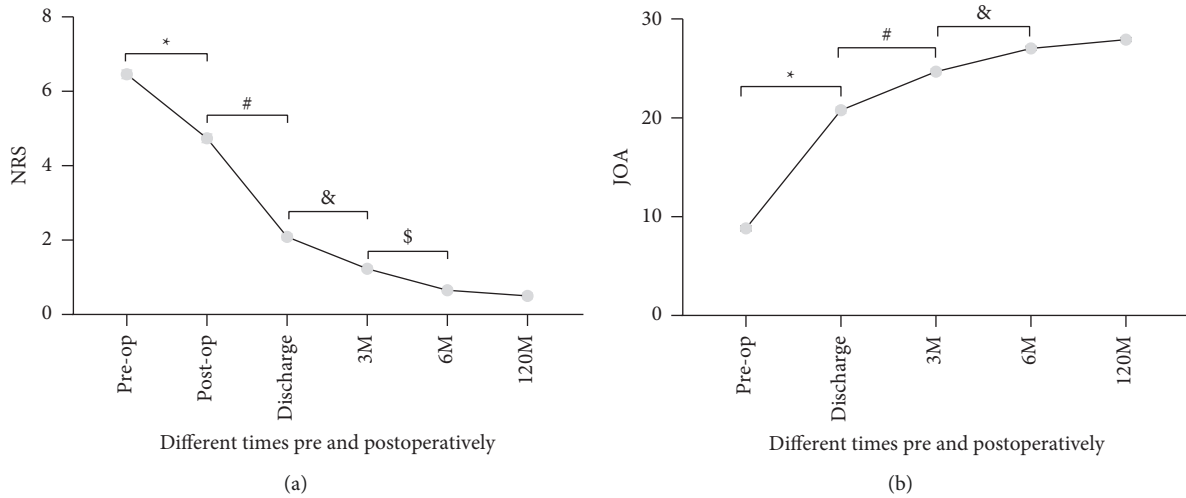 8
6
4
2
0
NRS
*
#
&
$
Pre-op
Post-op
Discharge
3M
6M
120M
Different times pre and postoperatively
(a)
30
20
10
0
JOA
*
#
&
Pre-op
Discharge
3M
6M
120M
Different times pre and postoperatively
(b)